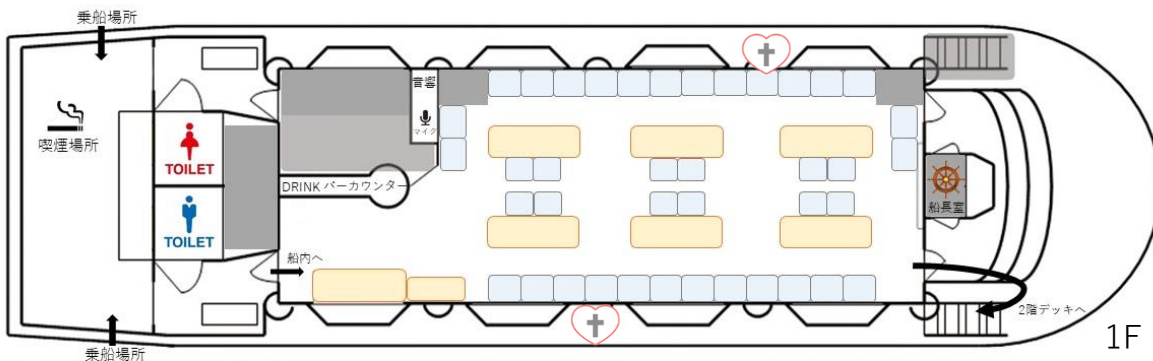 乗船場所
喫煙場所
TOILET
TOILET
乗船場所
音響
マイク
DRINK バーカウンター
船内へ
船長室
2階デッキへ
1F